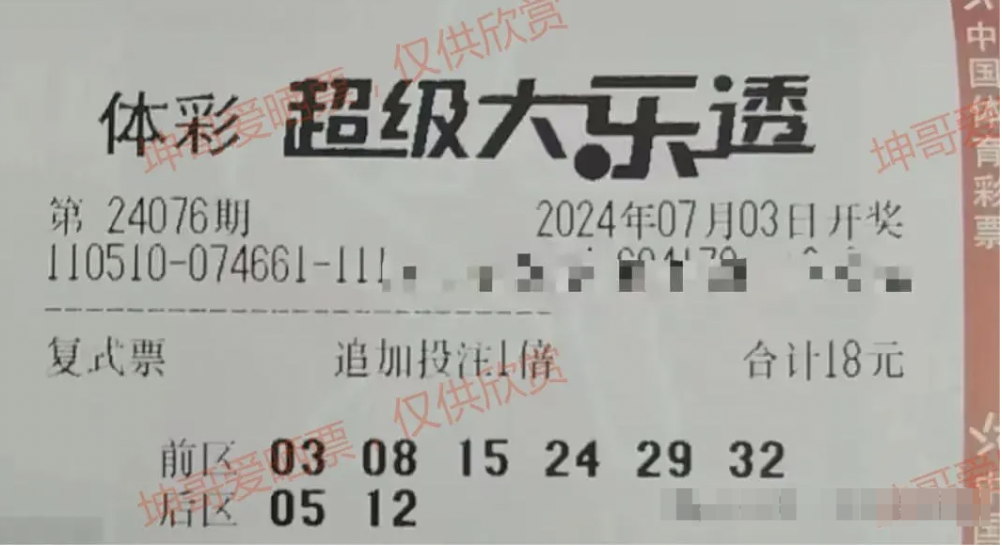 体彩 超级大乐透
第 24076期 2024年07月03日开奖
110510-074661-111
复式票 追加投注1倍 合计18元
前区 03 08 15 24 29 32
后区 05 12
中国体育彩票
坤哥爱晒票,仅供欣赏
坤哥爱晒票,仅供欣赏
坤哥爱晒票
坤哥爱晒票